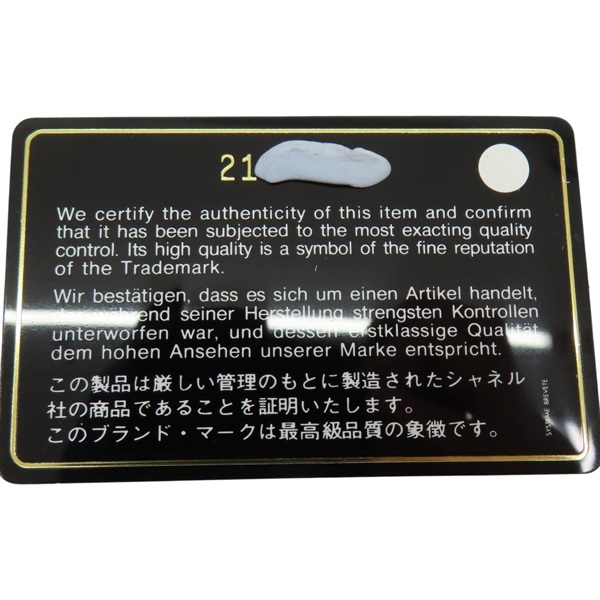 21
We certify the authenticity of this item and confirm
that it has been subjected to the most exacting quality
control. Its high quality is a symbol of the fine reputation
of the Trademark.
Wir bestätigen, dass es sich um einen Artikel handelt,
der während seiner Herstellung strengsten Kontrollen
unterworfen war, und dessen erstklassige Qualität
dem hohen Ansehen unserer Marke entspricht.
この製品は厳しい管理のもとに製造されたシャネル
社の商品であることを証明いたします。
このブランド・マークは最高級品質の象徴です。
SYSTEME BREVETE